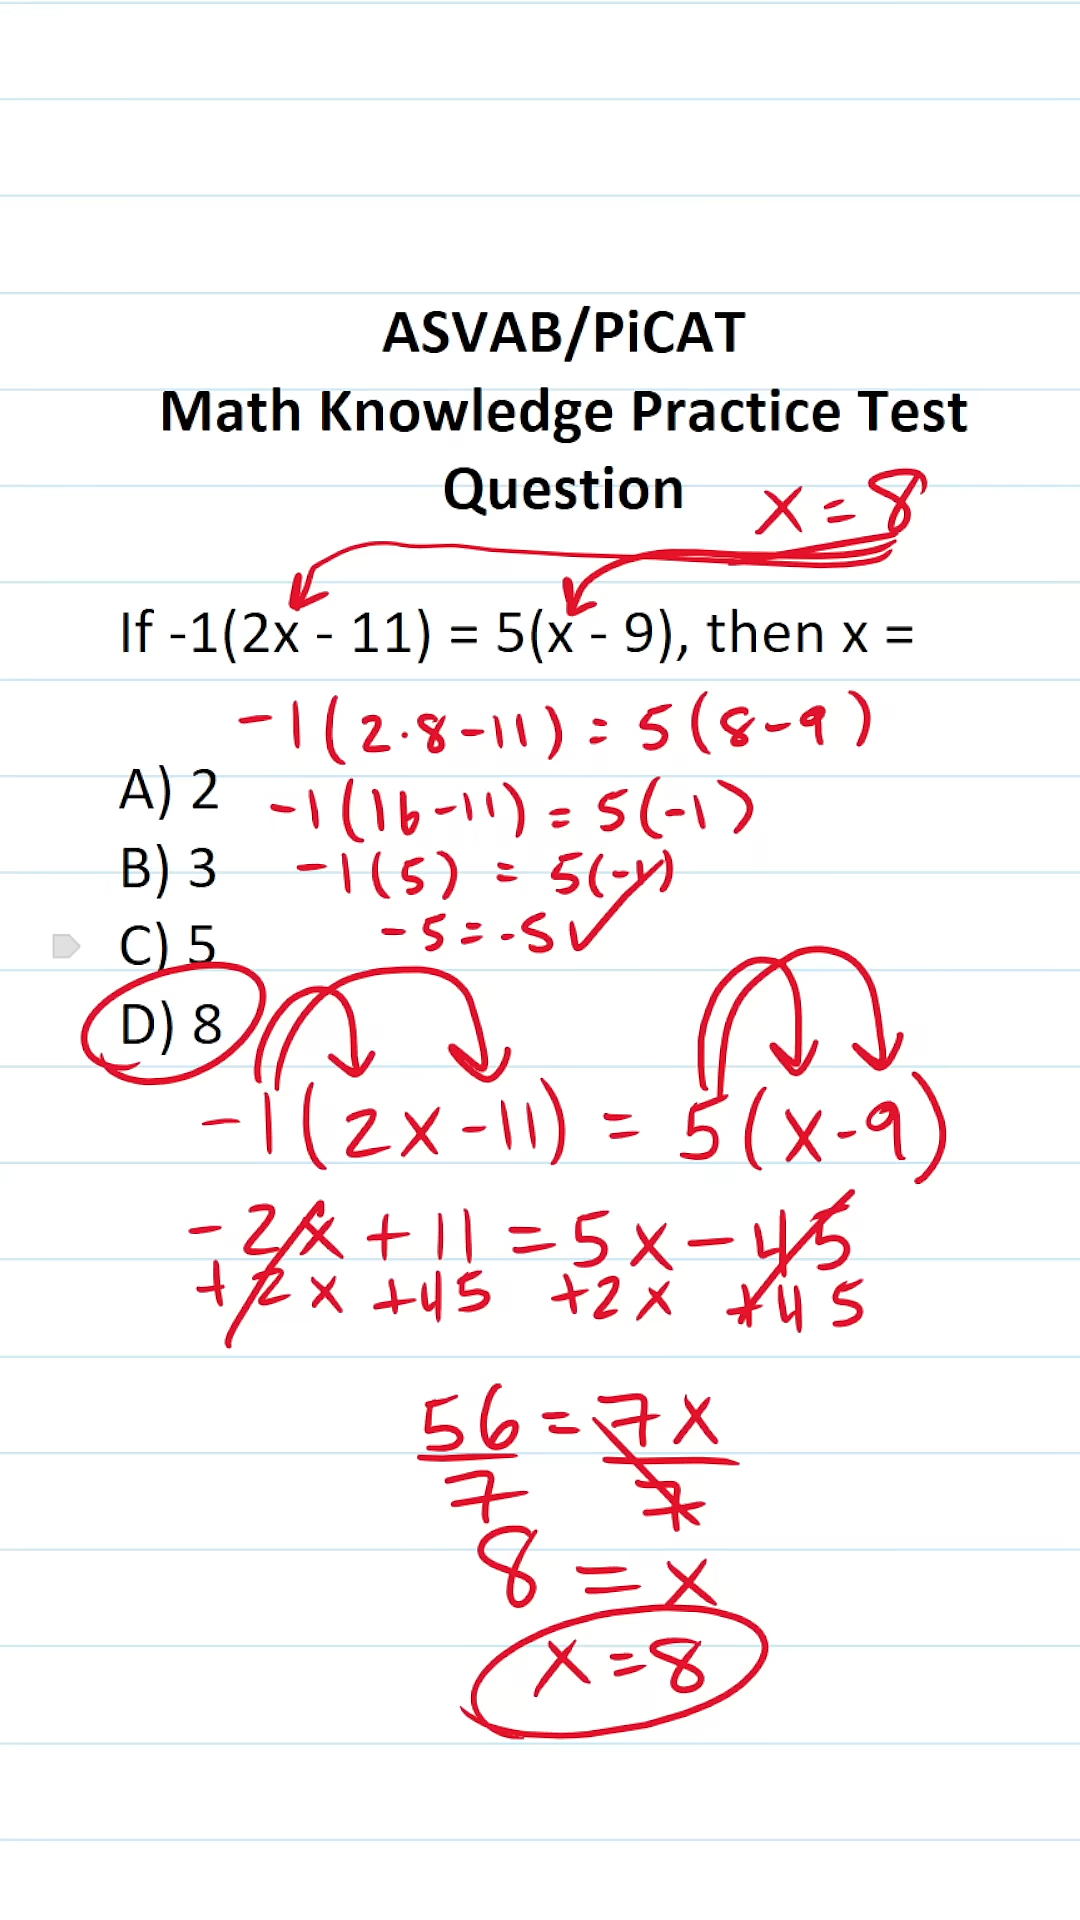 ASVAB/PiCAT
Math Knowledge Practice Test
Question
x = 8
If -1(2x - 11) = 5(x - 9), then x =
-1(2·8-11) = 5(8-9)
A) 2
-1(16-11) = 5(-1)
B) 3
-1(5) = 5(-1)
-5 = -5 ✓
C) 5
D) 8
-1(2x-11) = 5(x-9)
-2x + 11 = 5x - 45
+2x +45 +2x +45
56 = 7x
7 7
8 = x
x = 8